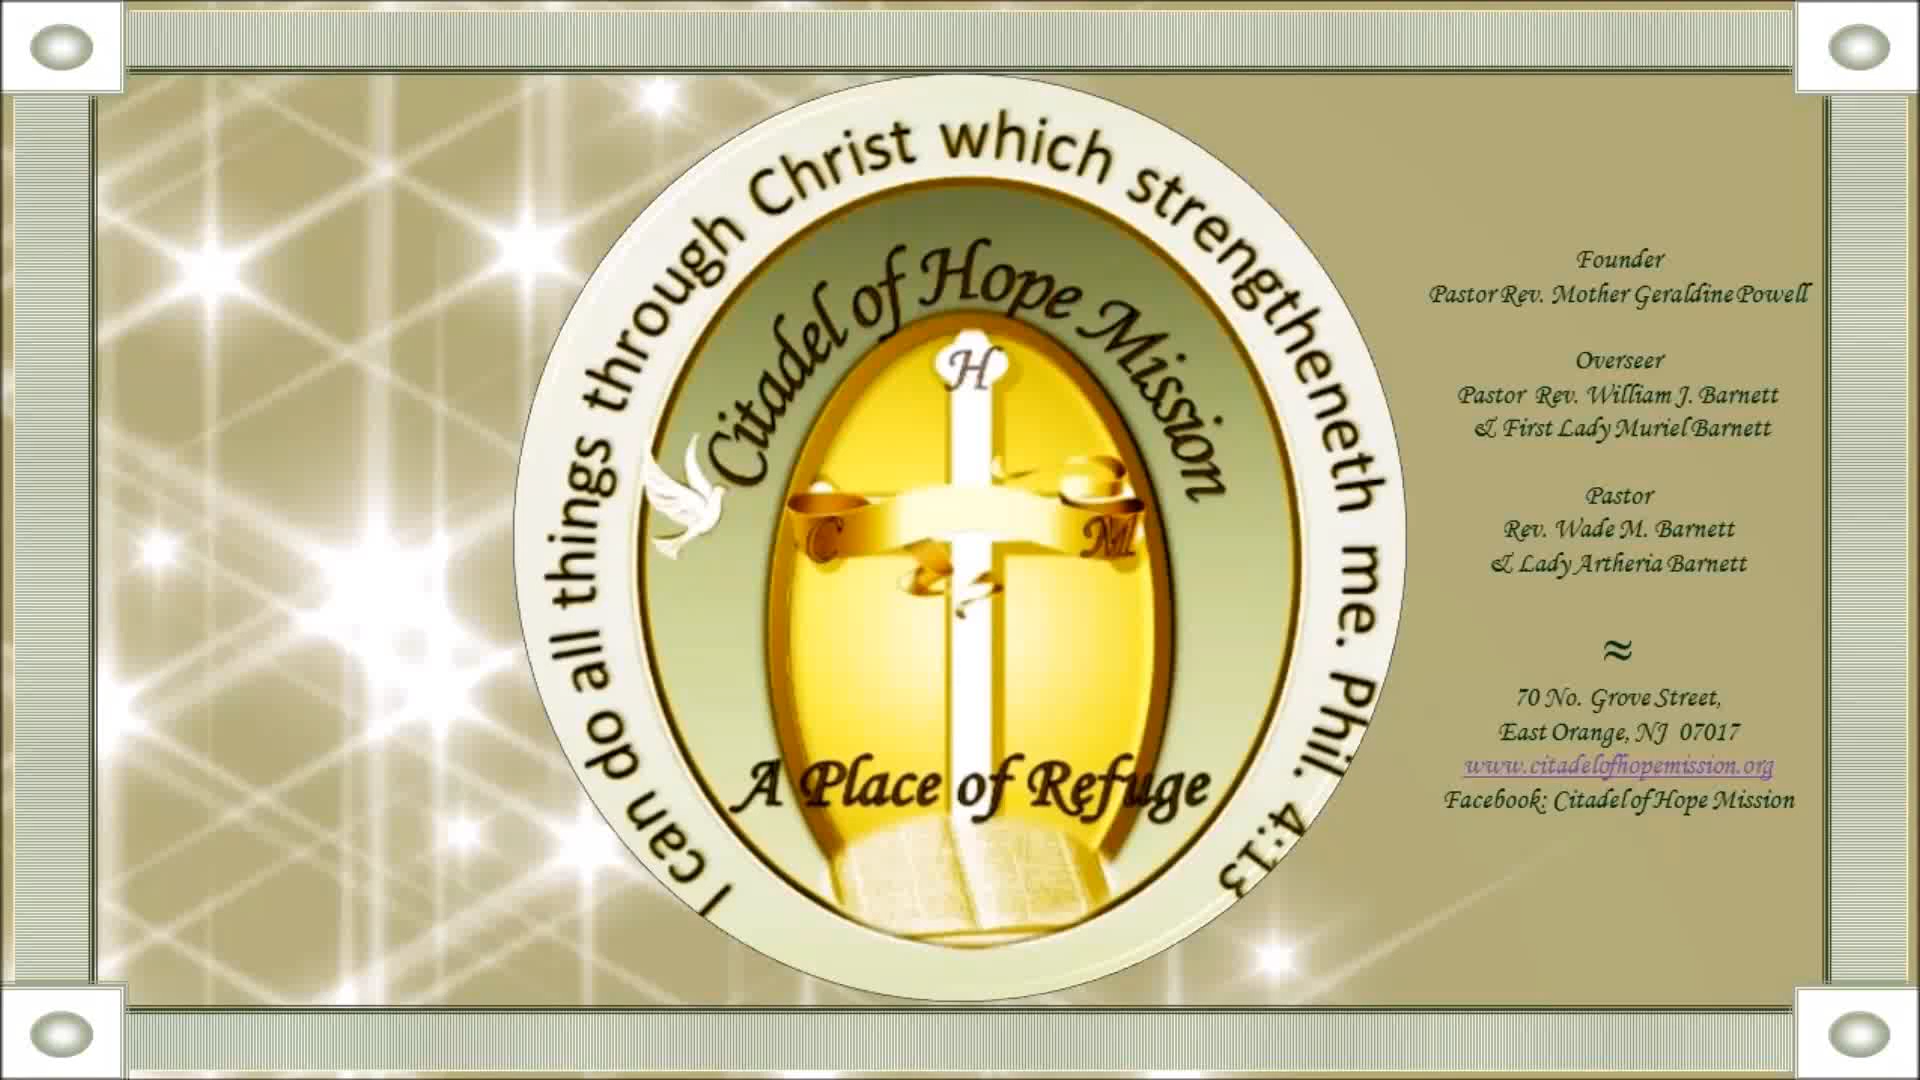 I can do all things through Christ which strengtheneth me. Phil. 4:13
Citadel of Hope Mission
H
C
M
A Place of Refuge
Founder
Pastor Rev. Mother Geraldine Powell
Overseer
Pastor Rev. William J. Barnett
& First Lady Muriel Barnett
Pastor
Rev. Wade M. Barnett
& Lady Artheria Barnett
≈
70 No. Grove Street,
East Orange, NJ 07017
www.citadelofhopemission.org
Facebook: Citadel of Hope Mission